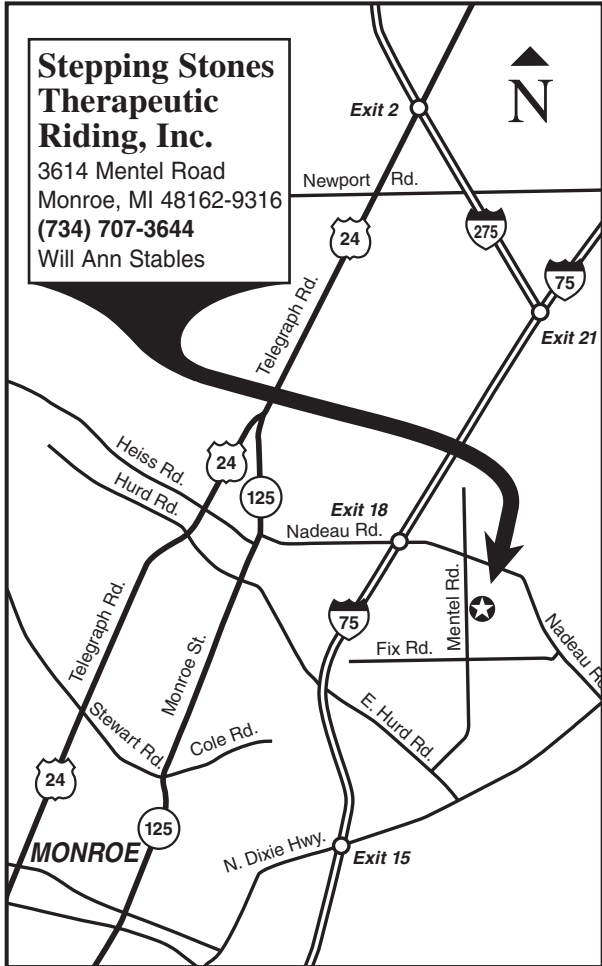 Stepping Stones
Therapeutic
Riding, Inc.
3614 Mentel Road
Monroe, MI 48162-9316
(734) 707-3644
Will Ann Stables
N
Exit 2
Newport Rd.
24
275
75
Telegraph Rd.
Exit 21
Heiss Rd.
24
Hurd Rd.
125
Exit 18
Nadeau Rd.
Telegraph Rd.
Monroe St.
75
Mentel Rd.
Fix Rd.
Nadeau Rd
Stewart Rd.
Cole Rd.
E. Hurd Rd.
24
125
MONROE
N. Dixie Hwy.
Exit 15